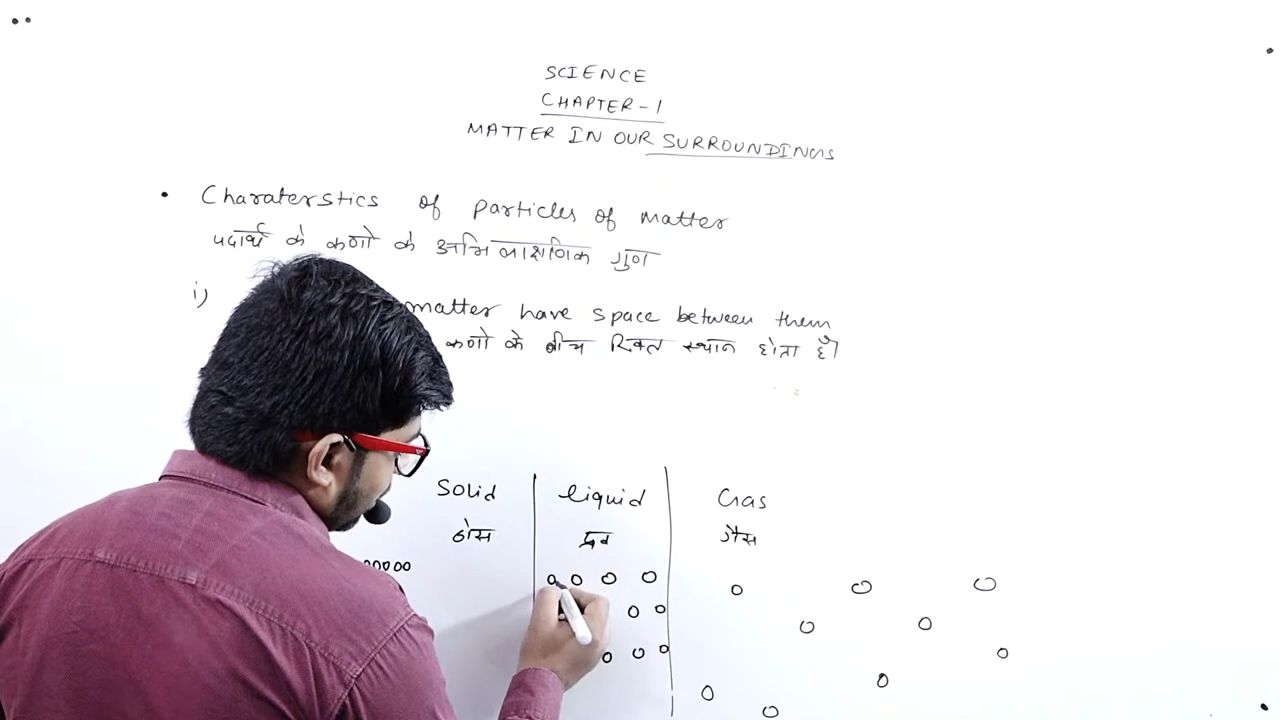 SCIENCE
CHAPTER-1
MATTER IN OUR SURROUNDINGS
• Charaterstics of particles of matter
पदार्थ के कणो के अभिलाक्षणिक गुण
i) matter have space between them
कणो के बीच रिक्त स्थान होता है
Solid liquid Gas
ठोस द्रव गैस